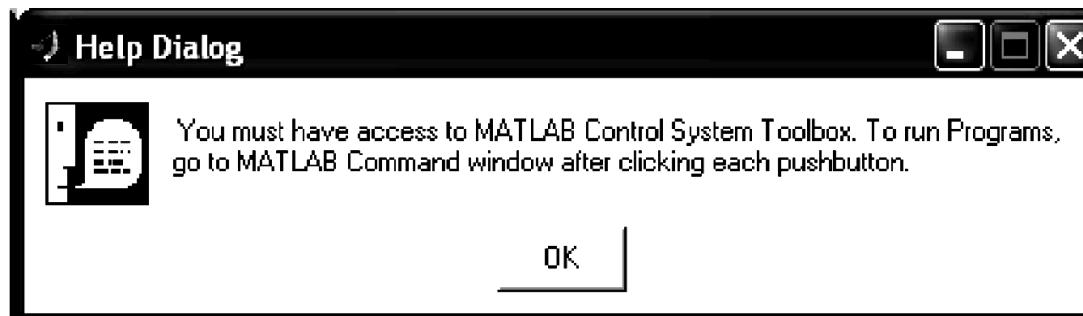 Help Dialog
You must have access to MATLAB Control System Toolbox. To run Programs,
go to MATLAB Command window after clicking each pushbutton.
OK